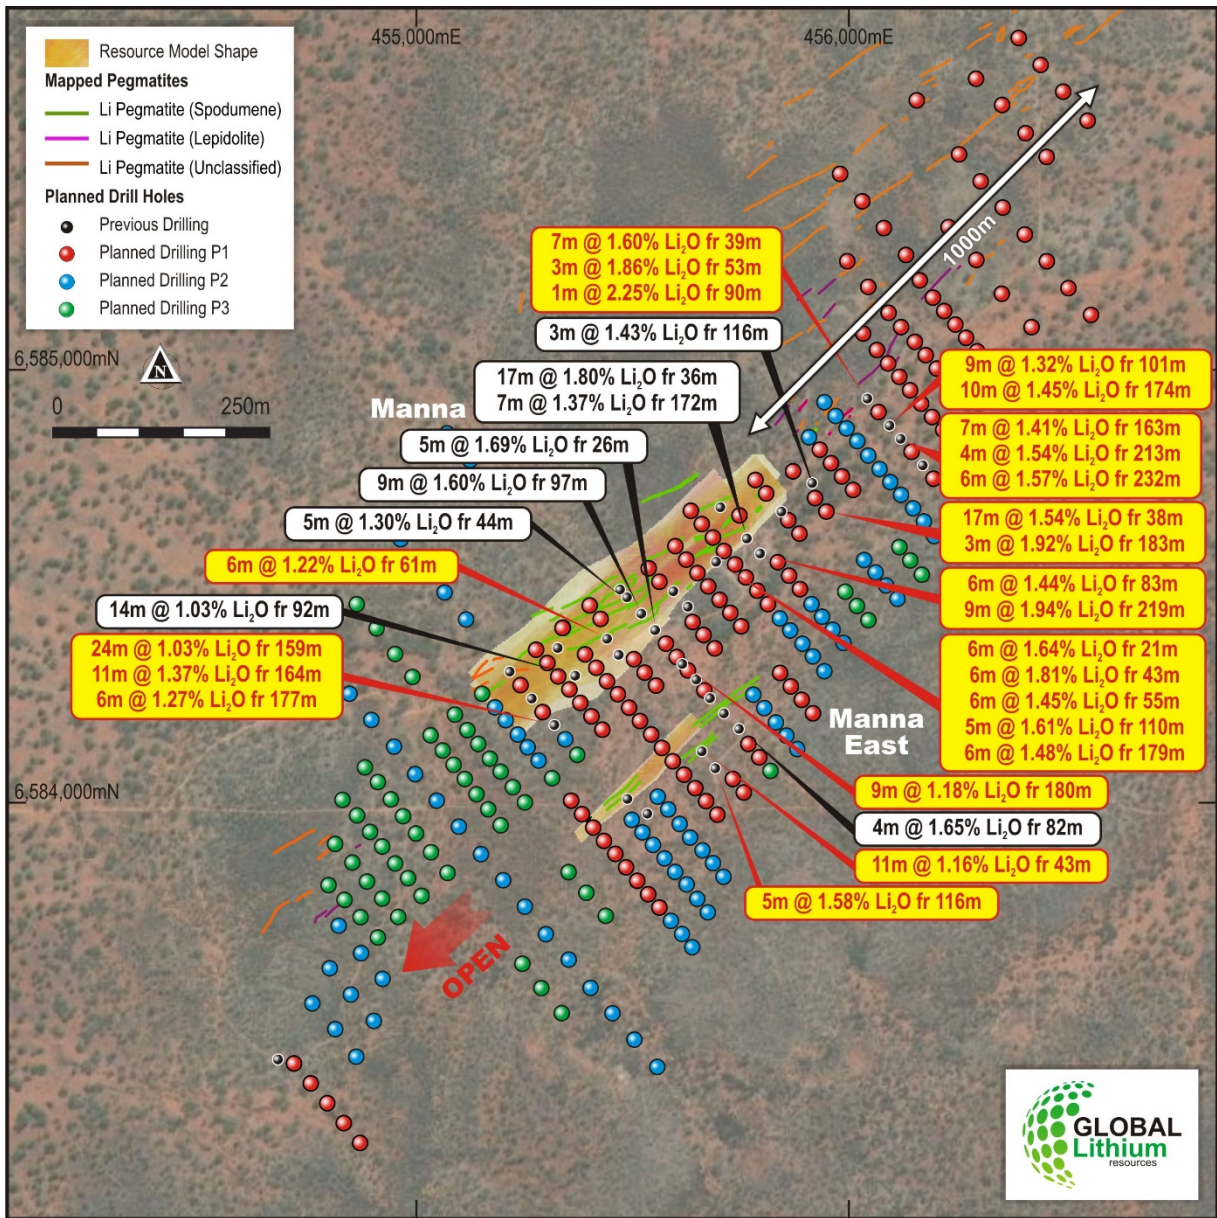 455,000mE
456,000mE
Resource Model Shape
Mapped Pegmatites
Li Pegmatite (Spodumene)
Li Pegmatite (Lepidolite)
Li Pegmatite (Unclassified)
Planned Drill Holes
Previous Drilling
Planned Drilling P1
Planned Drilling P2
Planned Drilling P3
6,585,000mN
N
0 250m
1000m
7m @ 1.60% Li₂O fr 39m
3m @ 1.86% Li₂O fr 53m
1m @ 2.25% Li₂O fr 90m
3m @ 1.43% Li₂O fr 116m
17m @ 1.80% Li₂O fr 36m
7m @ 1.37% Li₂O fr 172m
Manna
5m @ 1.69% Li₂O fr 26m
9m @ 1.60% Li₂O fr 97m
5m @ 1.30% Li₂O fr 44m
6m @ 1.22% Li₂O fr 61m
14m @ 1.03% Li₂O fr 92m
24m @ 1.03% Li₂O fr 159m
11m @ 1.37% Li₂O fr 164m
6m @ 1.27% Li₂O fr 177m
9m @ 1.32% Li₂O fr 101m
10m @ 1.45% Li₂O fr 174m
7m @ 1.41% Li₂O fr 163m
4m @ 1.54% Li₂O fr 213m
6m @ 1.57% Li₂O fr 232m
17m @ 1.54% Li₂O fr 38m
3m @ 1.92% Li₂O fr 183m
6m @ 1.44% Li₂O fr 83m
9m @ 1.94% Li₂O fr 219m
6m @ 1.64% Li₂O fr 21m
6m @ 1.81% Li₂O fr 43m
6m @ 1.45% Li₂O fr 55m
5m @ 1.61% Li₂O fr 110m
6m @ 1.48% Li₂O fr 179m
Manna
East
9m @ 1.18% Li₂O fr 180m
4m @ 1.65% Li₂O fr 82m
11m @ 1.16% Li₂O fr 43m
5m @ 1.58% Li₂O fr 116m
6,584,000mN
OPEN
GLOBAL
Lithium
resources